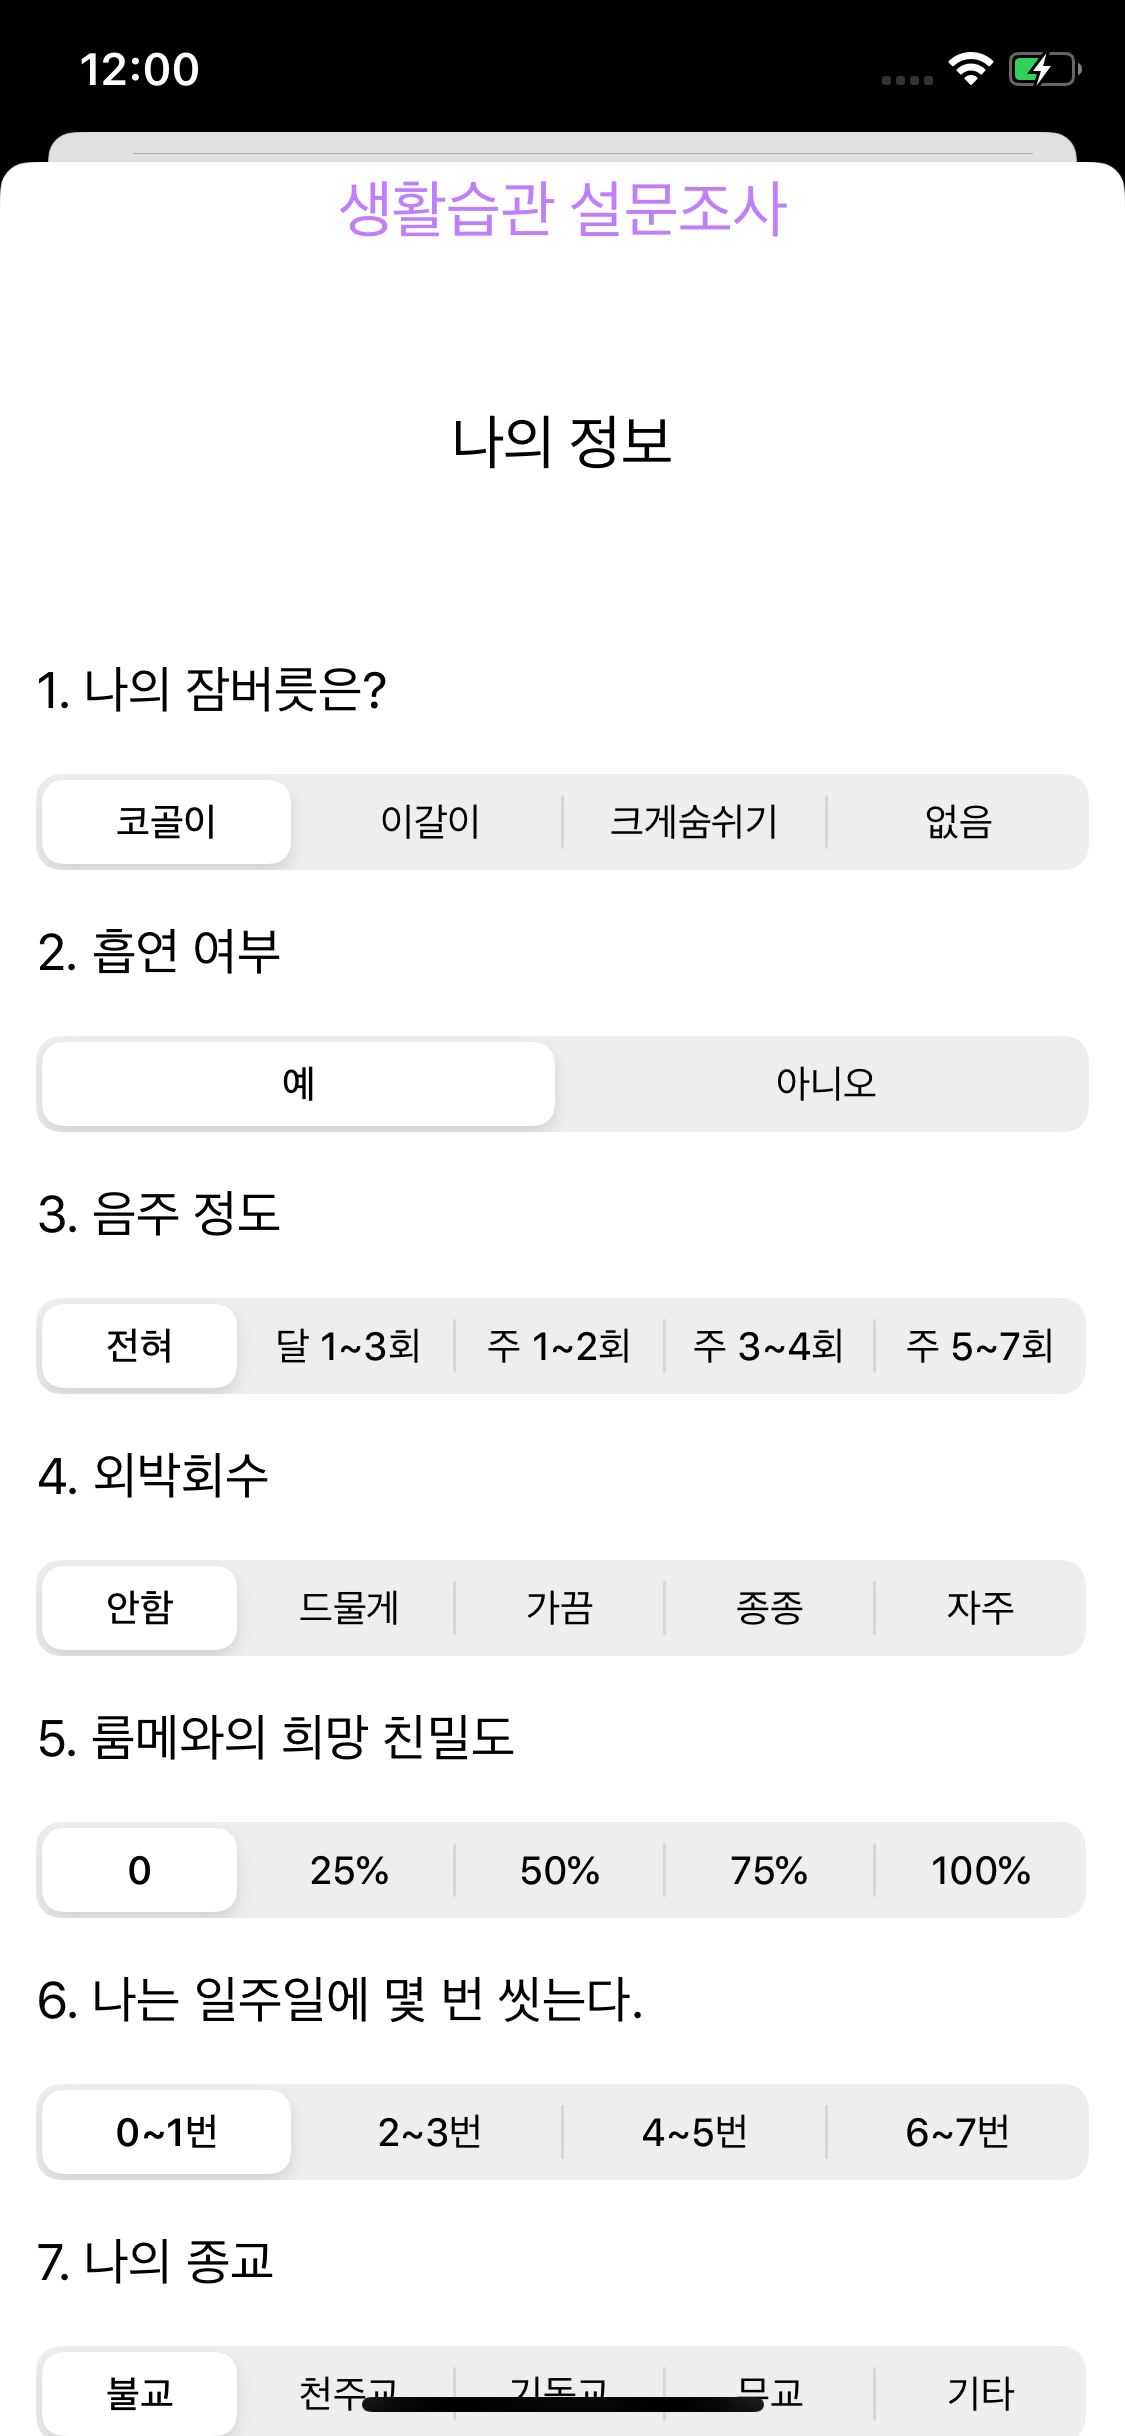 12:00
생활습관 설문조사
나의 정보
1. 나의 잠버릇은?
코골이 이갈이 크게숨쉬기 없음
2. 흡연 여부
예 아니오
3. 음주 정도
전혀 달 1~3회 주 1~2회 주 3~4회 주 5~7회
4. 외박회수
안함 드물게 가끔 종종 자주
5. 룸메와의 희망 친밀도
0 25% 50% 75% 100%
6. 나는 일주일에 몇 번 씻는다.
0~1번 2~3번 4~5번 6~7번
7. 나의 종교
불교 천주교 기독교 무교 기타